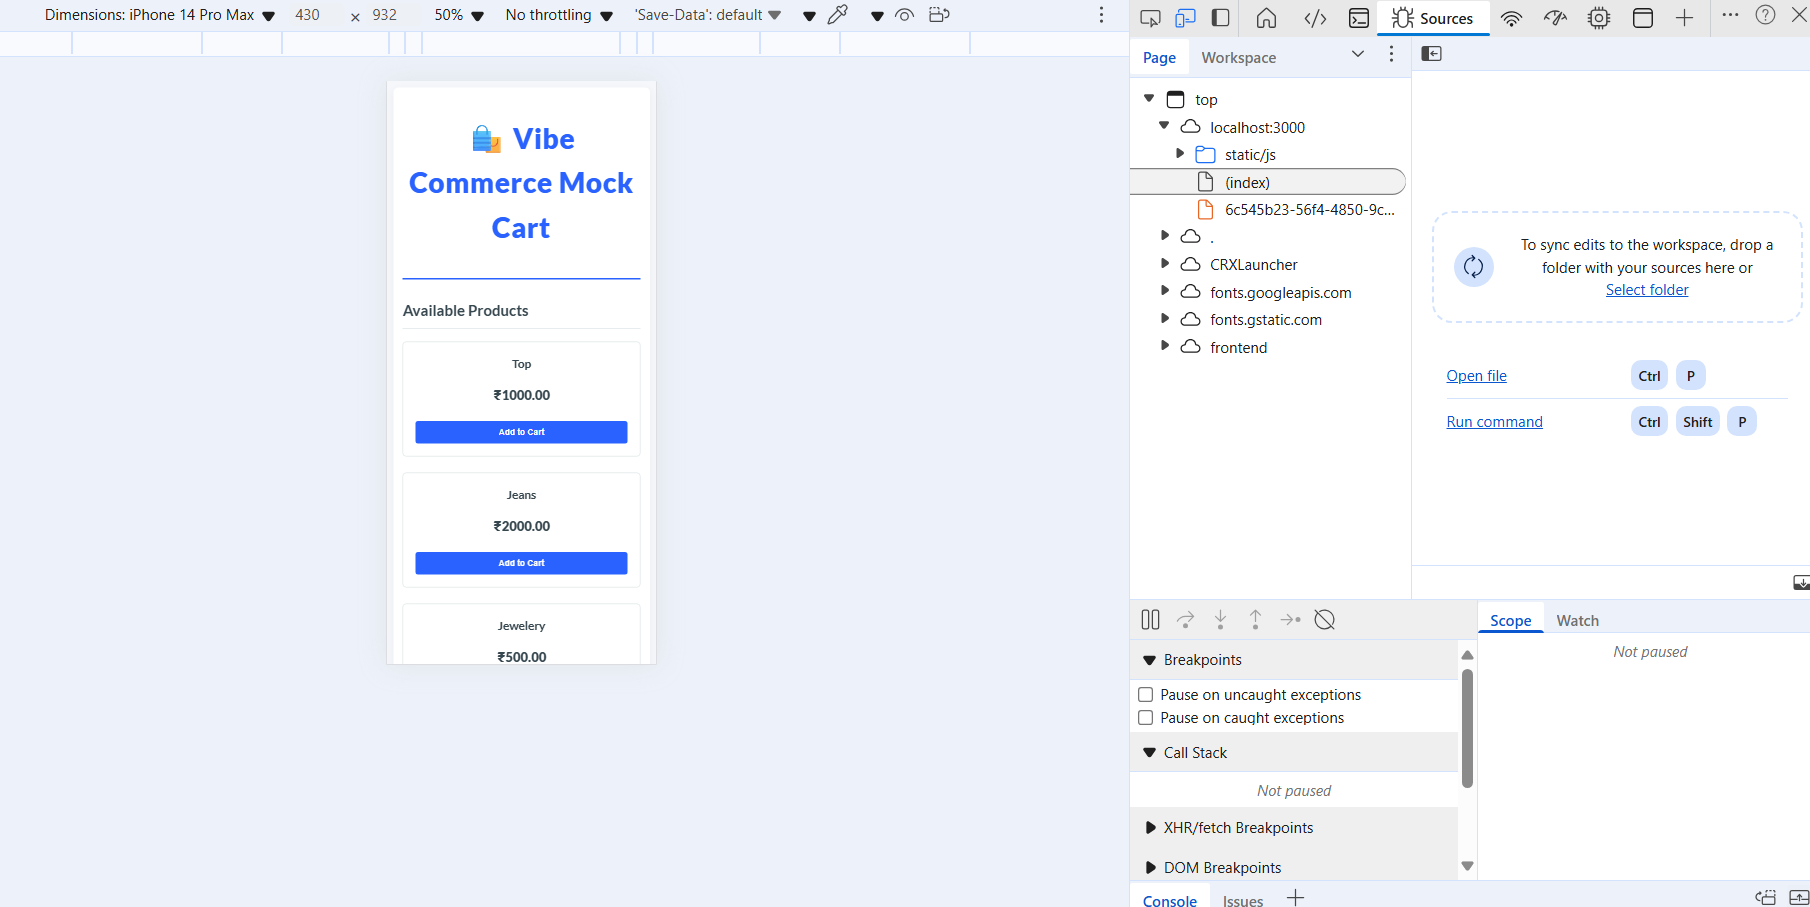 Dimensions: iPhone 14 Pro Max 430 × 932 50% No throttling 'Save-Data': default
Vibe
Commerce Mock
Cart
Available Products
Top
₹1000.00
Add to Cart
Jeans
₹2000.00
Add to Cart
Jewelery
₹500.00
Sources
Page Workspace
top
localhost:3000
static/js
(index)
6c545b23-56f4-4850-9c...
.
CRXLauncher
fonts.googleapis.com
fonts.gstatic.com
frontend
To sync edits to the workspace, drop a
folder with your sources here or
Select folder
Open file Ctrl P
Run command Ctrl Shift P
Breakpoints
Pause on uncaught exceptions
Pause on caught exceptions
Call Stack
Not paused
XHR/fetch Breakpoints
DOM Breakpoints
Scope Watch
Not paused
Console Issues